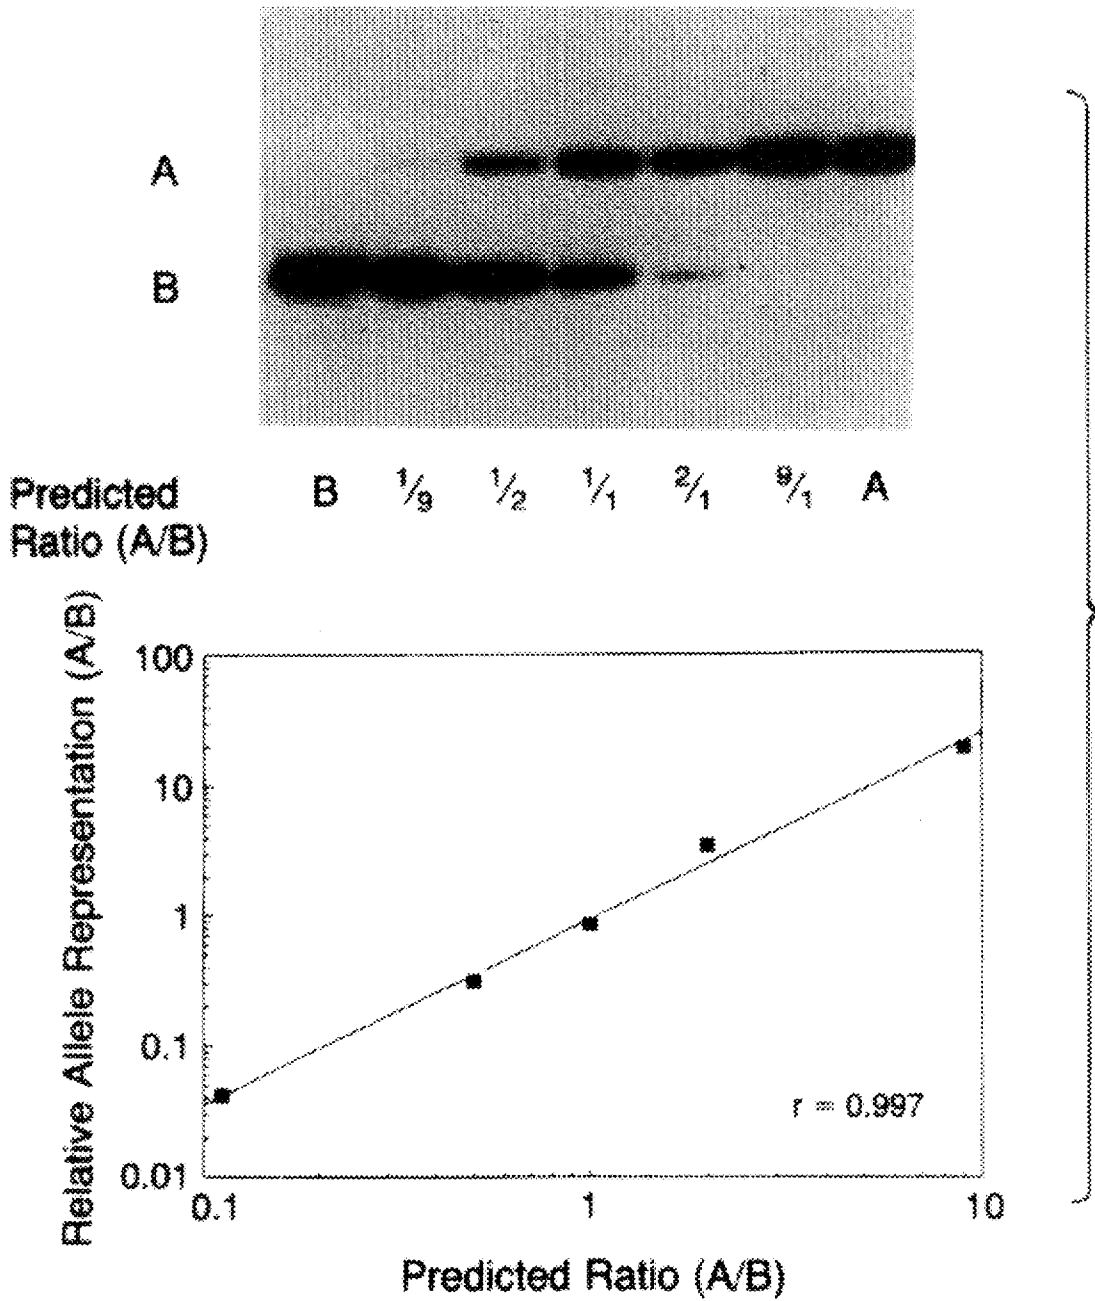 A
B
Predicted
Ratio (A/B)
B 1/9 1/2 1/1 2/1 9/1 A
Relative Allele Representation (A/B)
100
10
1
0.1
0.01
r = 0.997
0.1 1 10
Predicted Ratio (A/B)